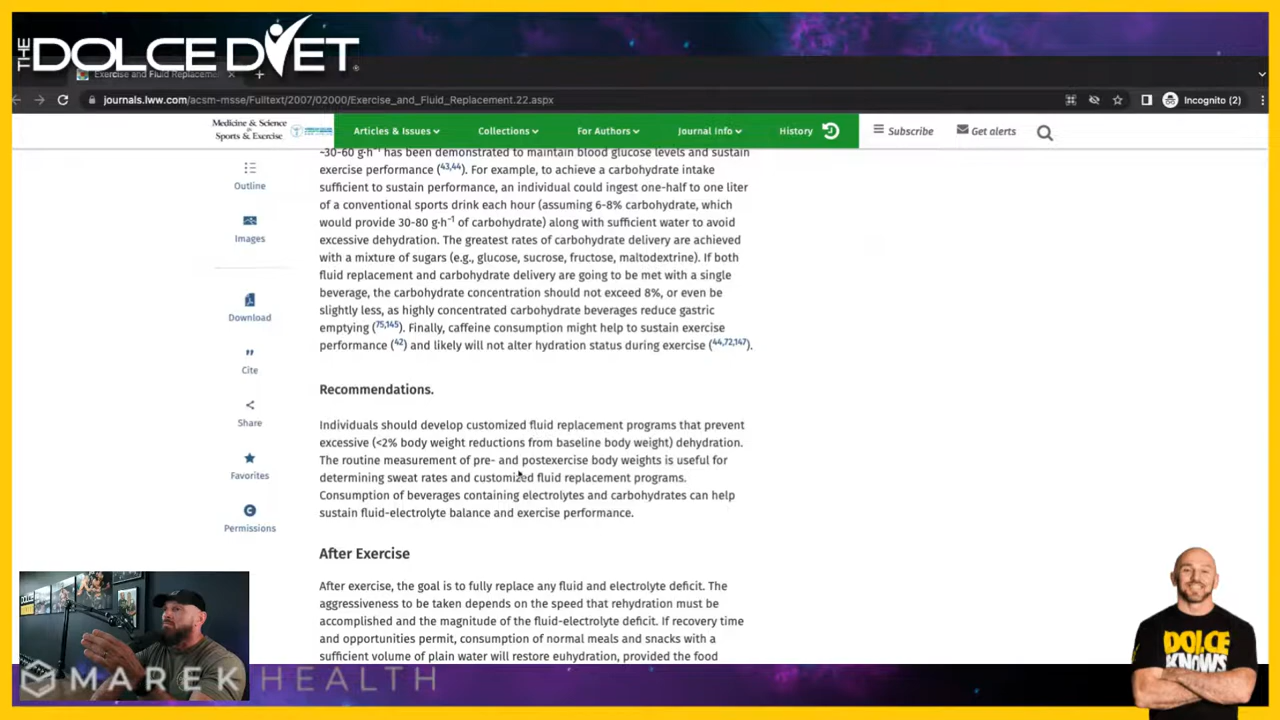 THE DOLCE DIET
Exercise and Fluid Replaceme
journals.lww.com/acsm-msse/Fulltext/2007/02000/Exercise_and_Fluid_Replacement.22.aspx
Incognito (2)
Medicine & Science
in
Sports & Exercise
Articles & Issues
Collections
For Authors
Journal Info
History
Subscribe
Get alerts
Outline
Images
Download
Cite
Share
Favorites
Permissions
~30-60 g·h⁻¹ has been demonstrated to maintain blood glucose levels and sustain
exercise performance (43,44). For example, to achieve a carbohydrate intake
sufficient to sustain performance, an individual could ingest one-half to one liter
of a conventional sports drink each hour (assuming 6-8% carbohydrate, which
would provide 30-80 g·h⁻¹ of carbohydrate) along with sufficient water to avoid
excessive dehydration. The greatest rates of carbohydrate delivery are achieved
with a mixture of sugars (e.g., glucose, sucrose, fructose, maltodextrine). If both
fluid replacement and carbohydrate delivery are going to be met with a single
beverage, the carbohydrate concentration should not exceed 8%, or even be
slightly less, as highly concentrated carbohydrate beverages reduce gastric
emptying (75,145). Finally, caffeine consumption might help to sustain exercise
performance (42) and likely will not alter hydration status during exercise (44,72,147).
Recommendations.
Individuals should develop customized fluid replacement programs that prevent
excessive (<2% body weight reductions from baseline body weight) dehydration.
The routine measurement of pre- and postexercise body weights is useful for
determining sweat rates and customized fluid replacement programs.
Consumption of beverages containing electrolytes and carbohydrates can help
sustain fluid-electrolyte balance and exercise performance.
After Exercise
After exercise, the goal is to fully replace any fluid and electrolyte deficit. The
aggressiveness to be taken depends on the speed that rehydration must be
accomplished and the magnitude of the fluid-electrolyte deficit. If recovery time
and opportunities permit, consumption of normal meals and snacks with a
sufficient volume of plain water will restore euhydration, provided the food
MAREK HEALTH
DOLCE
KNOWS